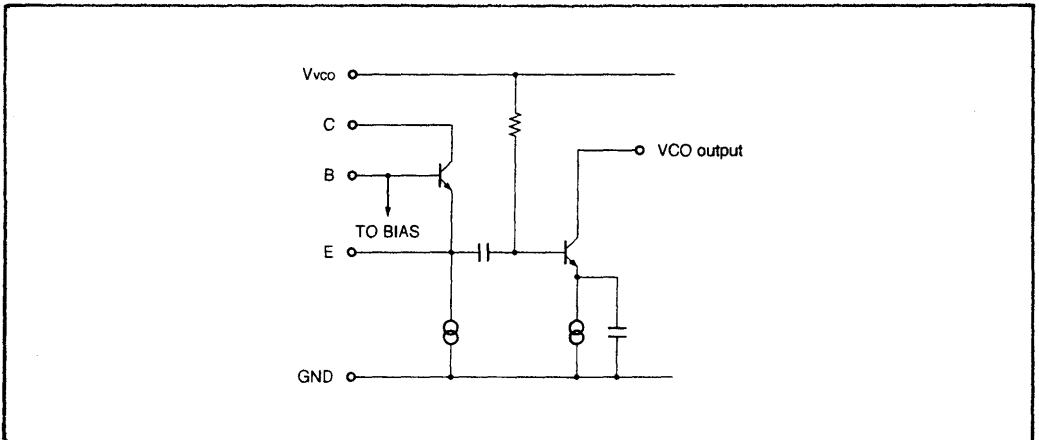 Vvco
C
VCO output
B
TO BIAS
E
GND